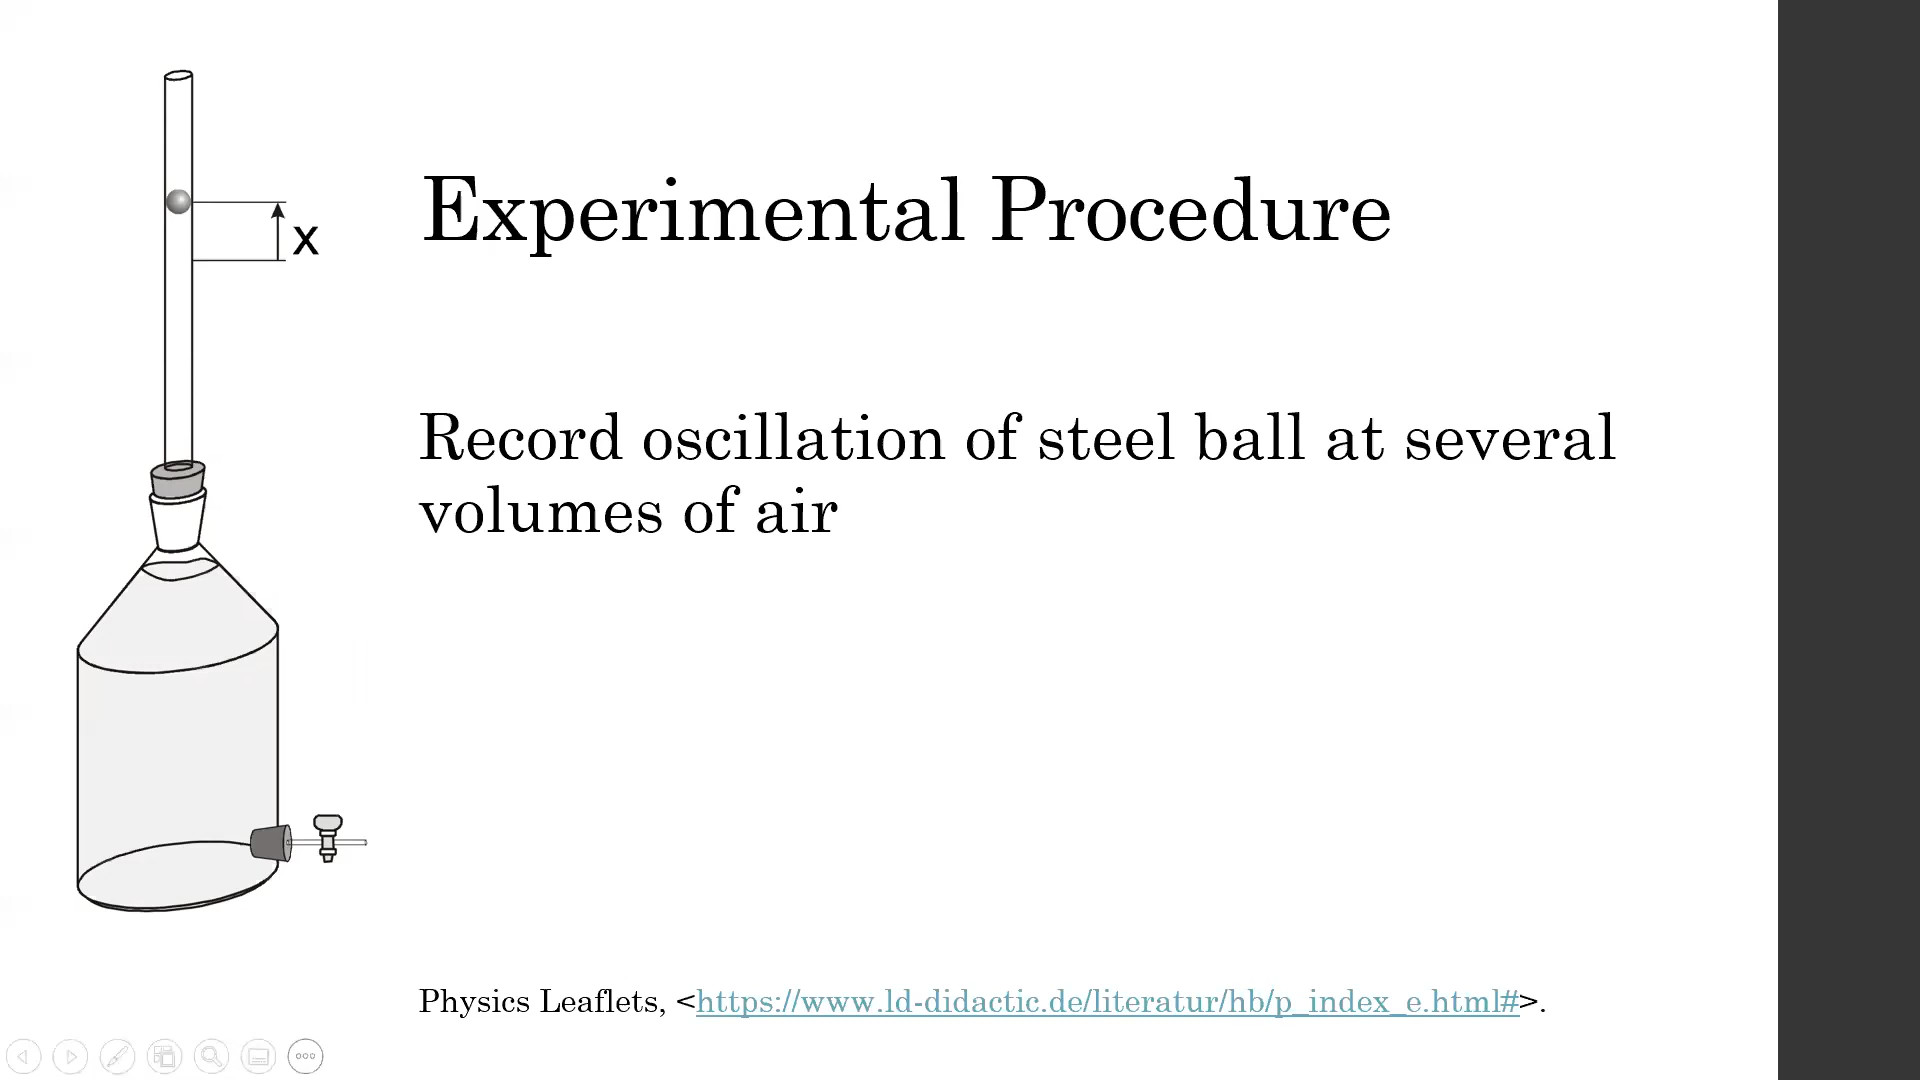 Experimental Procedure
x
Record oscillation of steel ball at several
volumes of air
Physics Leaflets, <https://www.ld-didactic.de/literatur/hb/p_index_e.html#>.